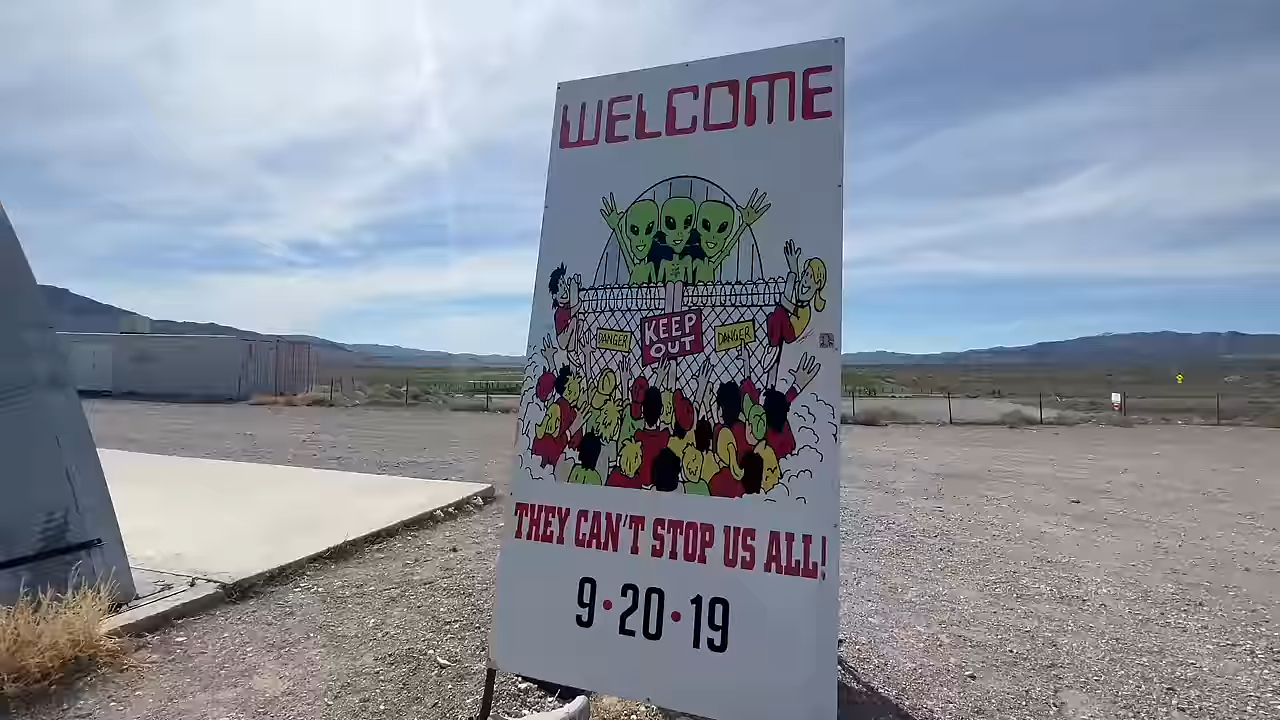 WELCOME
DANGER
KEEP
OUT
DANGER
THEY CAN'T STOP US ALL!
9•20•19